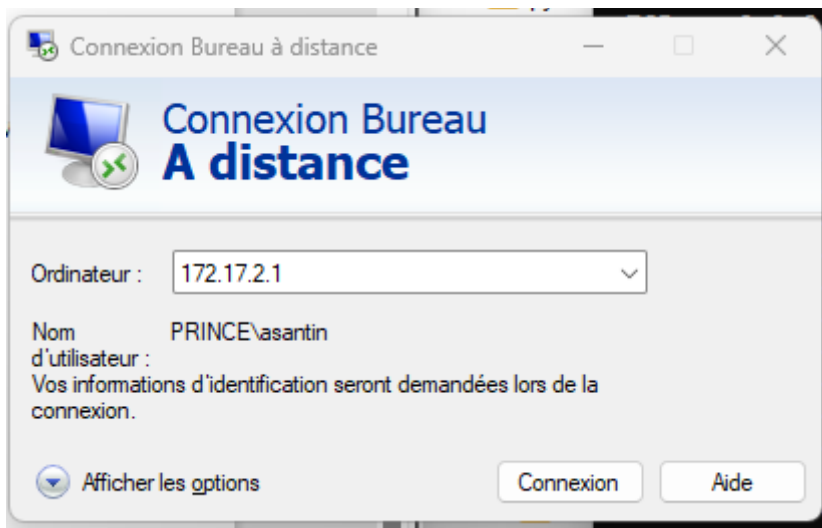 Connexion Bureau à distance
Connexion Bureau
A distance
Ordinateur :
172.17.2.1
Nom
d'utilisateur :
PRINCE\asantin
Vos informations d'identification seront demandées lors de la
connexion.
Afficher les options
Connexion
Aide